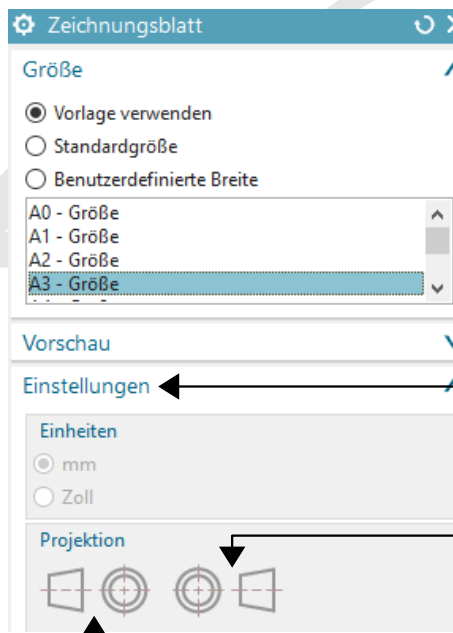 Zeichnungsblatt
Größe
Vorlage verwenden
Standardgröße
Benutzerdefinierte Breite
A0 - Größe
A1 - Größe
A2 - Größe
A3 - Größe
Vorschau
Einstellungen
Einheiten
mm
Zoll
Projektion